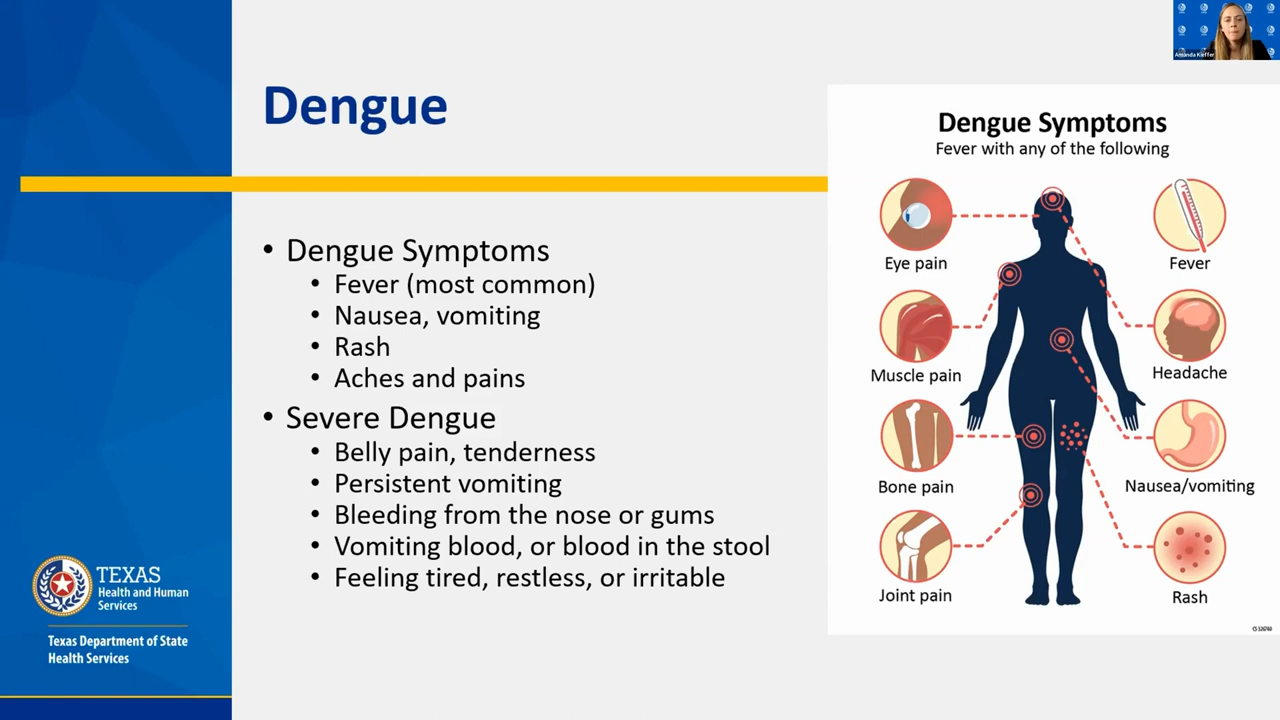 Amanda Kieffer
Dengue
• Dengue Symptoms
• Fever (most common)
• Nausea, vomiting
• Rash
• Aches and pains
• Severe Dengue
• Belly pain, tenderness
• Persistent vomiting
• Bleeding from the nose or gums
• Vomiting blood, or blood in the stool
• Feeling tired, restless, or irritable
Dengue Symptoms
Fever with any of the following
Eye pain
Fever
Muscle pain
Headache
Bone pain
Nausea/vomiting
Joint pain
Rash
TEXAS
Health and Human
Services
Texas Department of State
Health Services